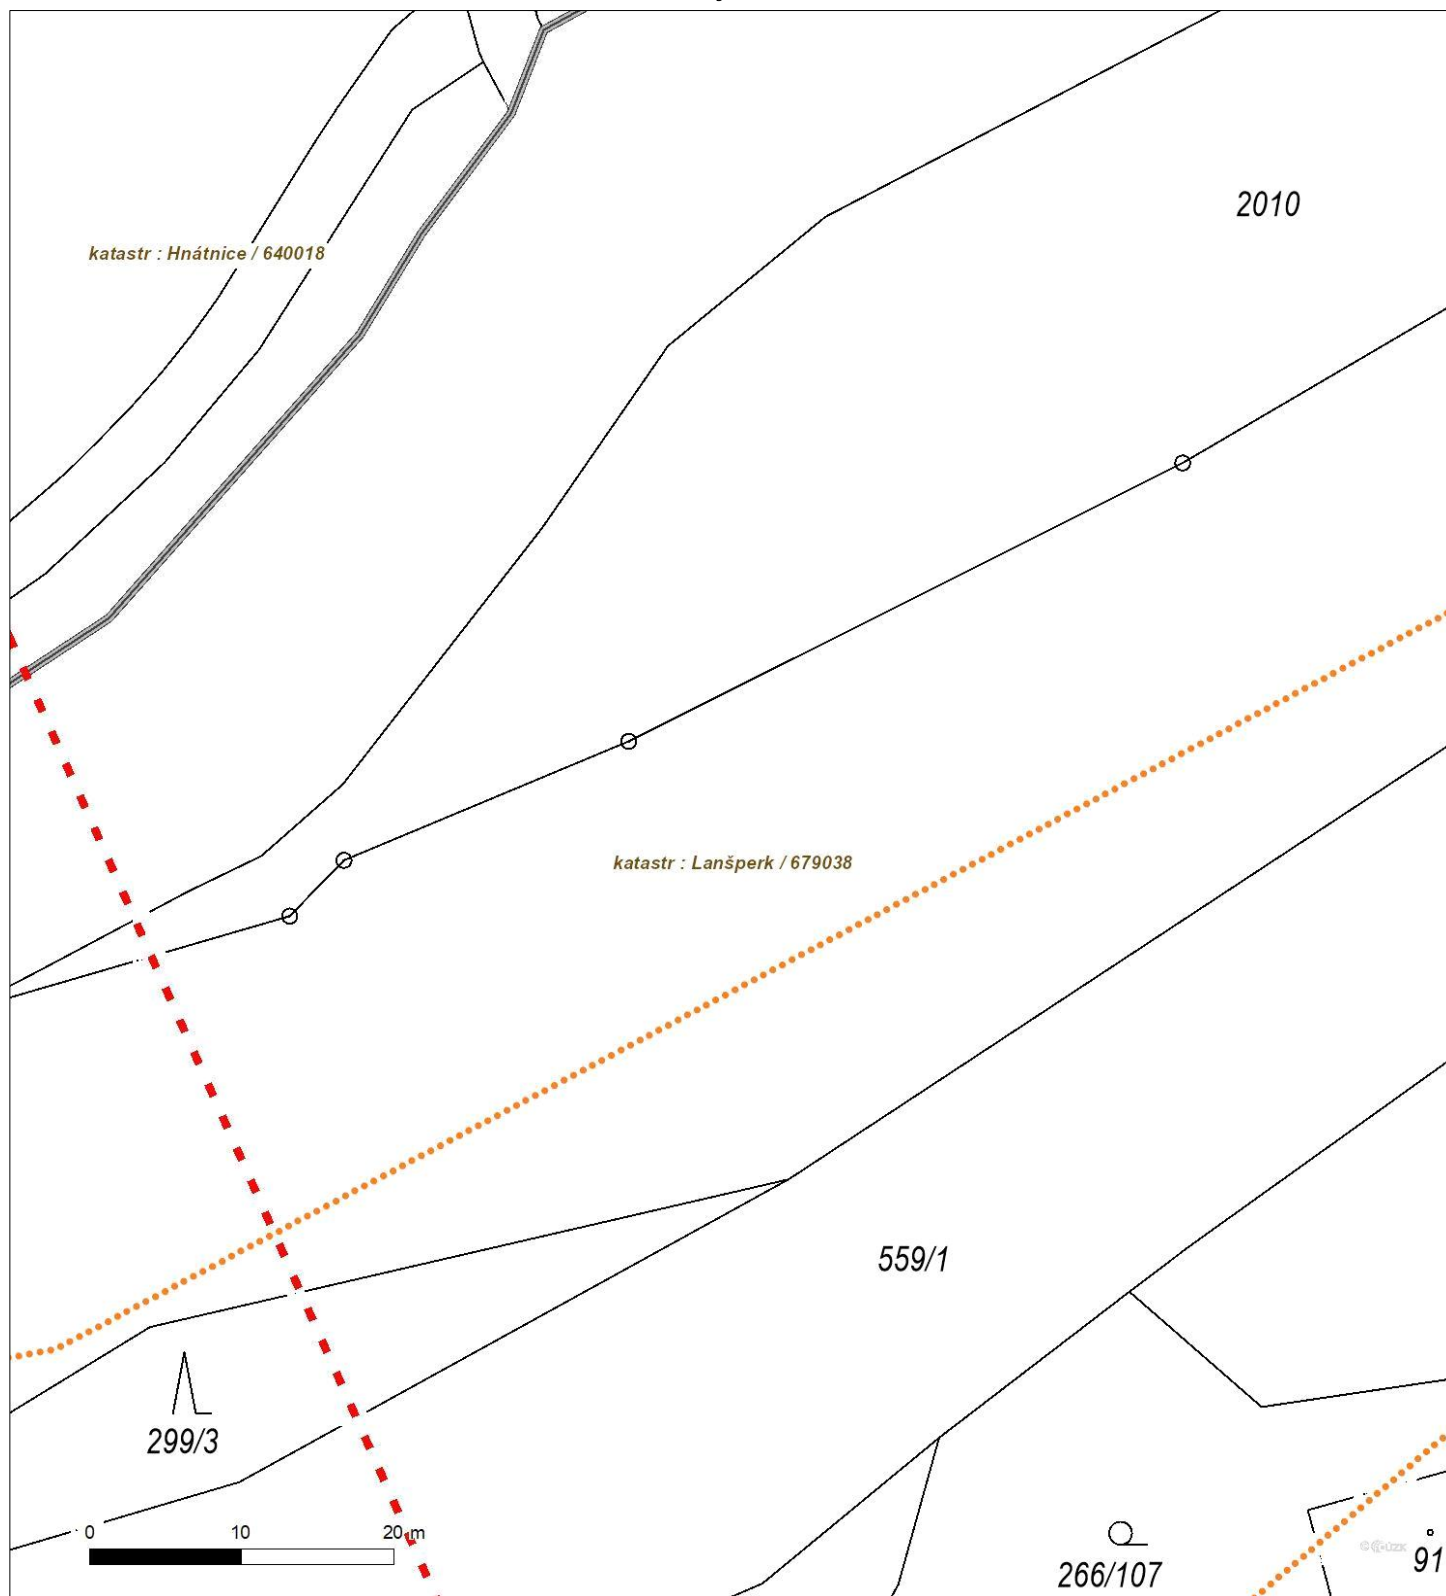 2010
katastr : Hnátnice / 640018
katastr : Lanšperk / 679038
559/1
299/3
0 10 20 m
266/107
91